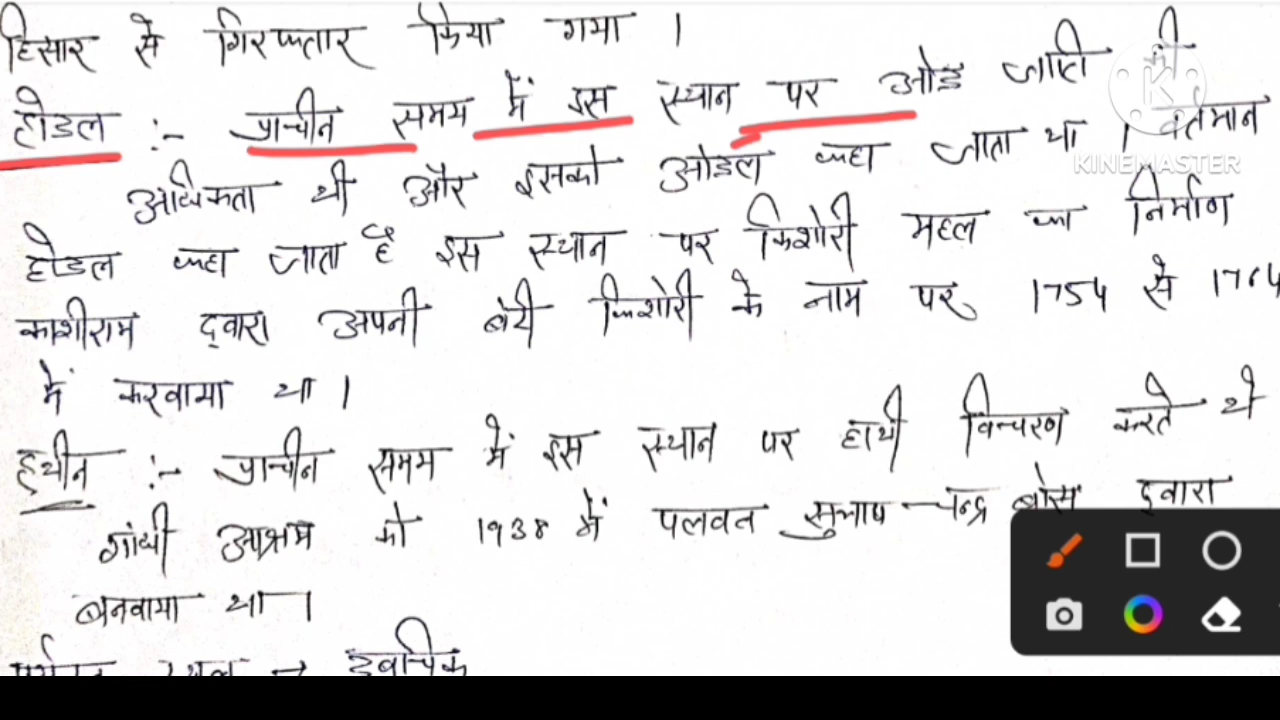 हिसार से गिरफ्तार किया गया ।
होडल :- प्राचीन समय में इस स्थान पर ओड जाति की
अधिकता थी और इसको ओडल कहा जाता था । वर्तमान
होडल कहा जाता है इस स्थान पर किशोरी महल का निर्माण
काशीराम द्वारा अपनी बेटी किशोरी के नाम पर 1754 से 1764
में करवाया था ।
हथीन :- प्राचीन समय में इस स्थान पर हाथी विचरण करते थे
गांधी आश्रम को 1938 में पलवल सुभाष चन्द्र बोस द्वारा
बनवाया था ।
KINEMASTER